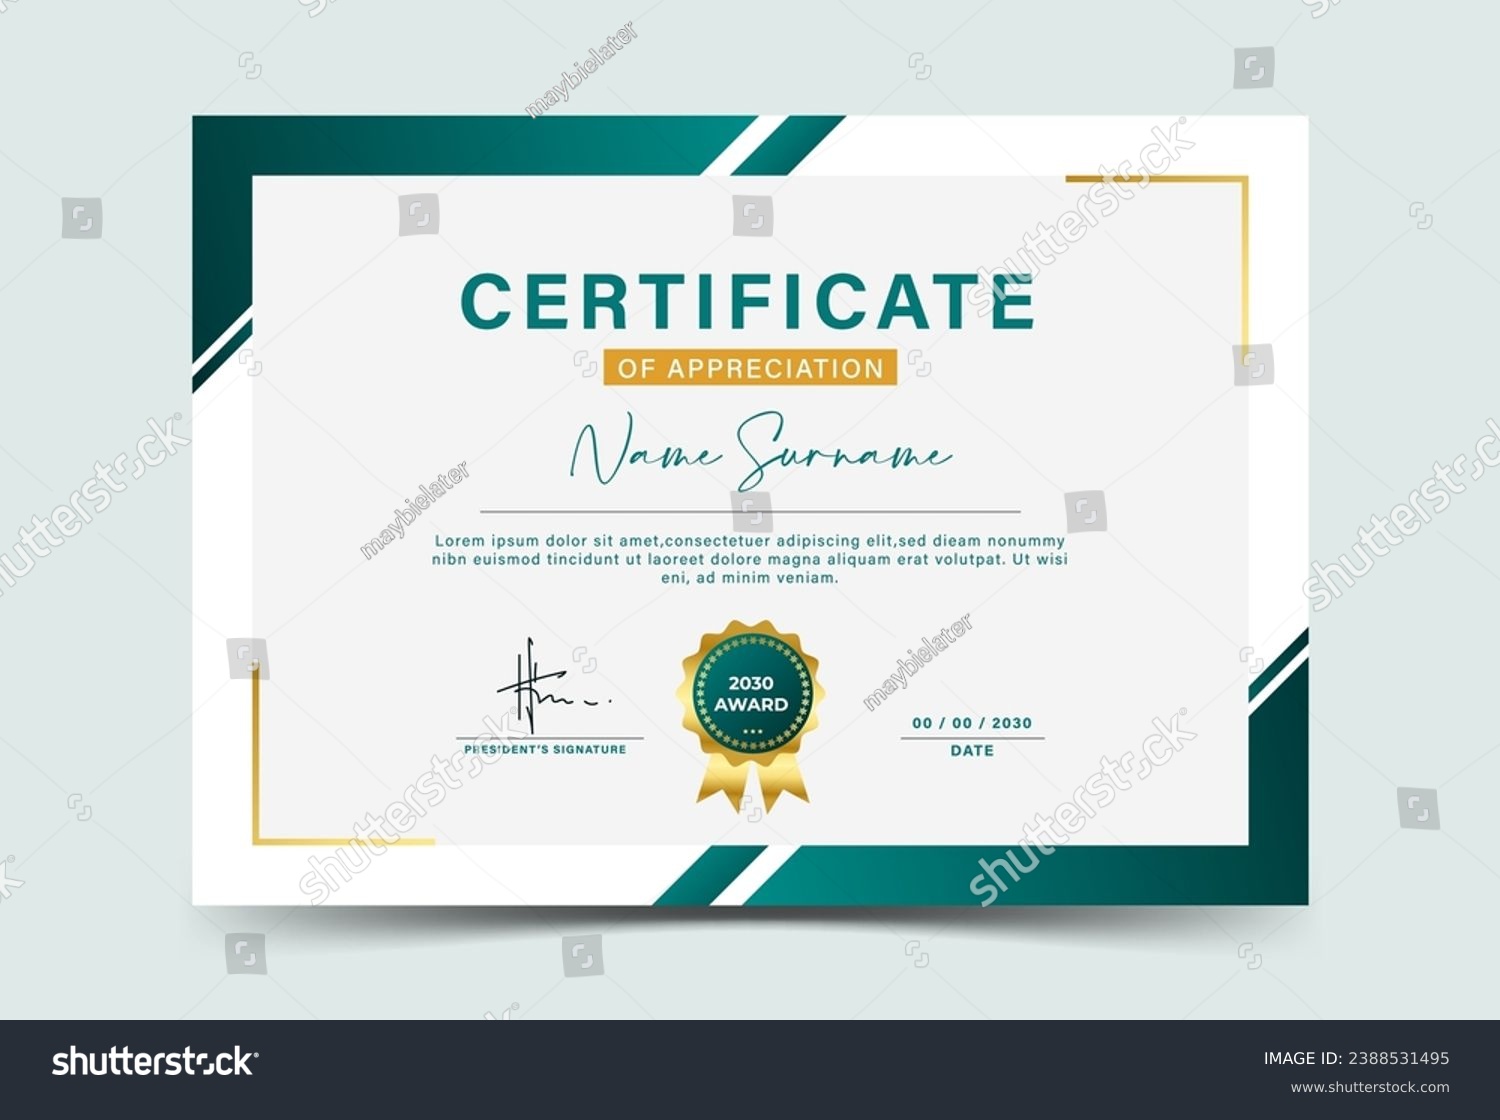 maybielater
shutterstock
CERTIFICATE
OF APPRECIATION
Name Surname
shutterstock
maybielater
shutterstock
Lorem ipsum dolor sit amet,consectetuer adipiscing elit,sed dieam nonummy
nibn euismod tincidunt ut laoreet dolore magna aliquam erat volutpat. Ut wisi
eni, ad minim veniam.
maybielater
2030
AWARD
00 / 00 / 2030
PRESIDENT'S SIGNATURE
DATE
shutterstock
shutterstock
shutterstock
IMAGE ID: 2388531495
www.shutterstock.com